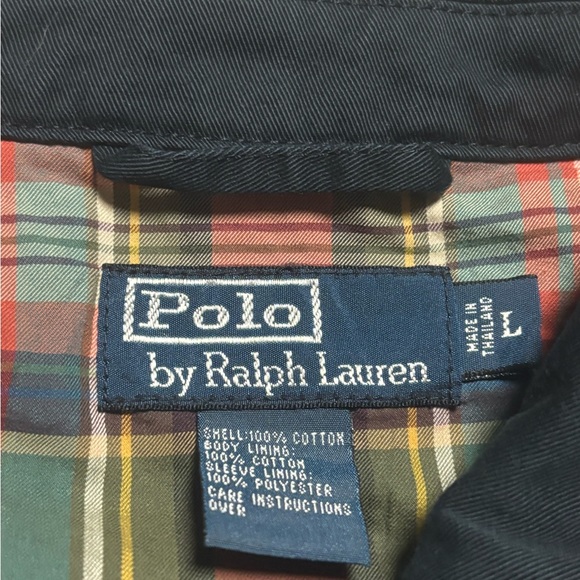 Polo
by Ralph Lauren
MADE IN
THAILAND
L
SHELL:100% COTTON
BODY LINING:
100% COTTON
SLEEVE LINING:
100% POLYESTER
CARE INSTRUCTIONS
OVER